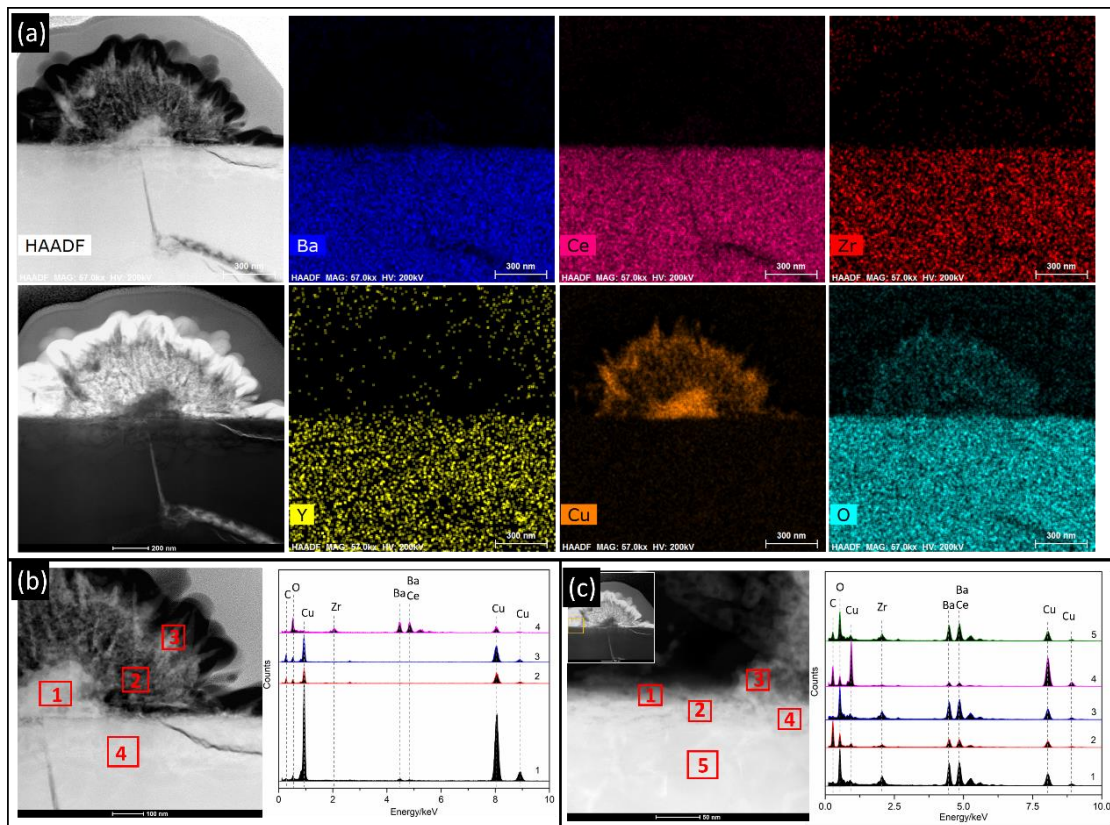 (a)
HAADF
HAADF MAG: 57.0kx HV: 200kV
300 nm
Ba
HAADF MAG: 57.0kx HV: 200kV
300 nm
Ce
HAADF MAG: 57.0kx HV: 200kV
300 nm
Zr
HAADF MAG: 57.0kx HV: 200kV
300 nm
200 nm
Y
HAADF MAG: 57.0kx HV: 200kV
300 nm
Cu
HAADF MAG: 57.0kx HV: 200kV
300 nm
O
HAADF MAG: 57.0kx HV: 200kV
300 nm
(b)
1
2
3
4
100 nm
C
O
Cu
Zr
Ba
Ba
Ce
Cu
Cu
4
3
2
1
Counts
0 2 4 6 8 10
Energy/keV
(c)
1
2
3
4
5
50 nm
C
O
Cu
Zr
Ba
Ba
Ce
Cu
Cu
5
4
3
2
1
Counts
0.0 2.5 5.0 7.5 10.0
Energy/keV